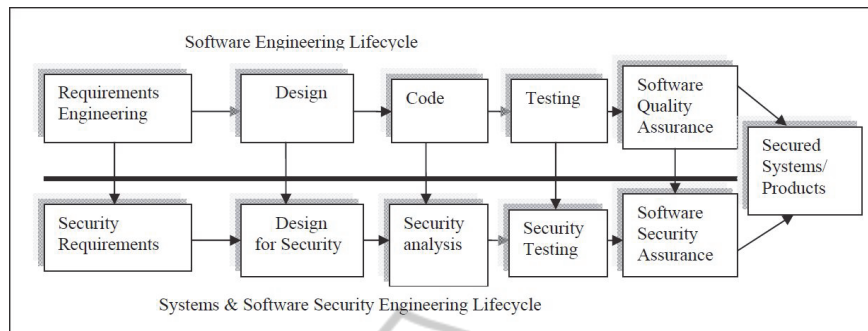 Software Engineering Lifecycle
Requirements
Engineering
Design
Code
Testing
Software
Quality
Assurance
Secured
Systems/
Products
Security
Requirements
Design
for Security
Security
analysis
Security
Testing
Software
Security
Assurance
Systems & Software Security Engineering Lifecycle